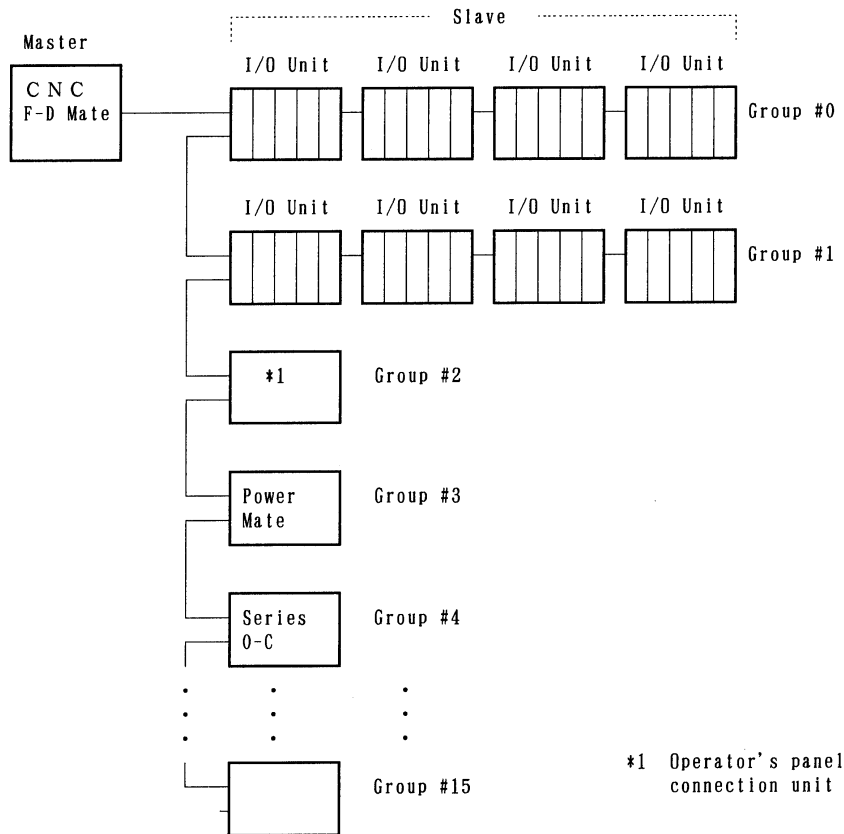 Slave
Master
I/O Unit I/O Unit I/O Unit I/O Unit
CNC
F-D Mate
Group #0
I/O Unit I/O Unit I/O Unit I/O Unit
Group #1
*1 Group #2
Power
Mate
Group #3
Series
0-C
Group #4
Group #15
*1 Operator's panel
connection unit